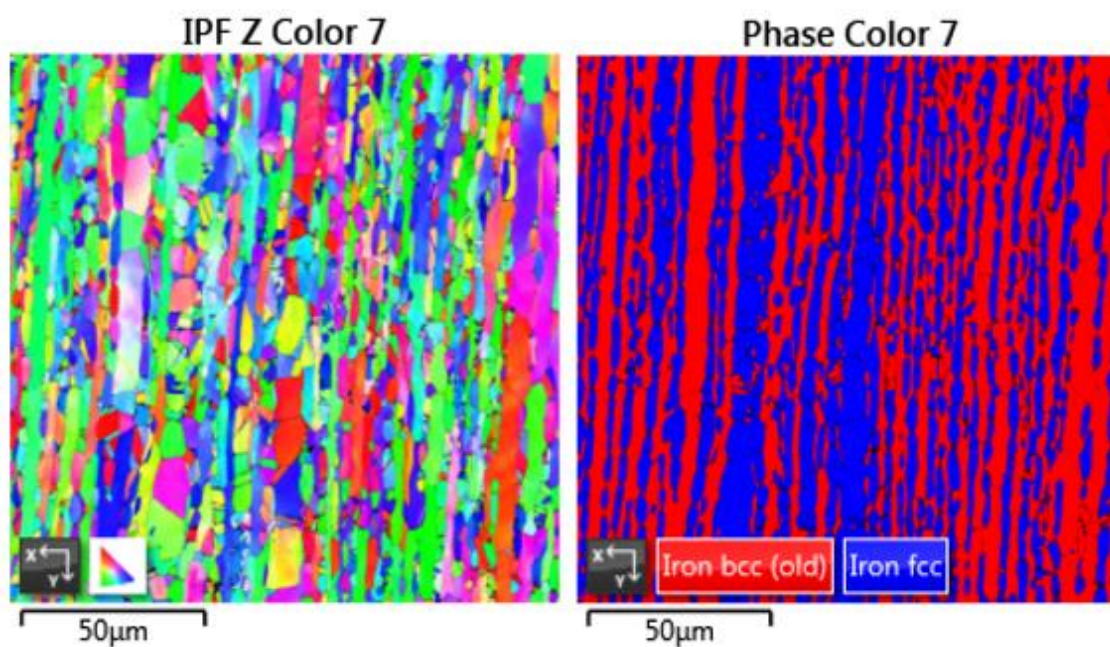 IPF Z Color 7
Phase Color 7
X
Y
X
Y
Iron bcc (old)
Iron fcc
50μm
50μm